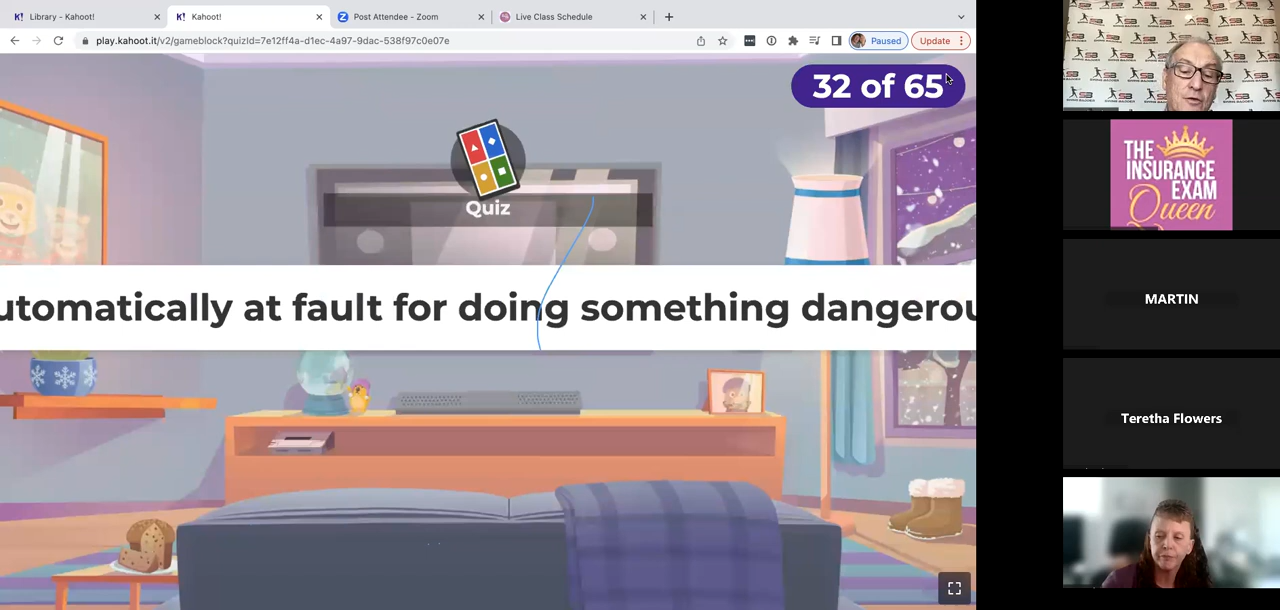 Library - Kahoot!
Kahoot!
Post Attendee - Zoom
Live Class Schedule
play.kahoot.it/v2/gameblock?quizId=7e12ff4a-d1ec-4a97-9dac-538f97c0e07e
Paused
Update
32 of 65
Quiz
utomatically at fault for doing something dangerou
THE
INSURANCE
EXAM
Queen
MARTIN
Teretha Flowers